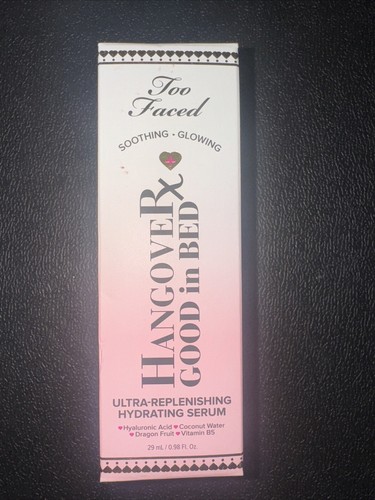 Too
Faced
SOOTHING • GLOWING
HANGOVERx
GOOD in BED
ULTRA-REPLENISHING
HYDRATING SERUM
♥Hyaluronic Acid ♥Coconut Water
♥Dragon Fruit ♥Vitamin B5
29 mL / 0.98 Fl. Oz.